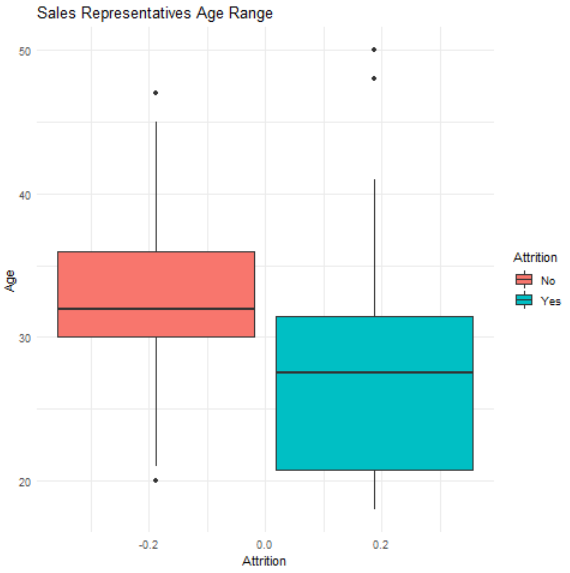 Sales Representatives Age Range
50
40
30
20
Age
-0.2
0.0
0.2
Attrition
Attrition
No
Yes